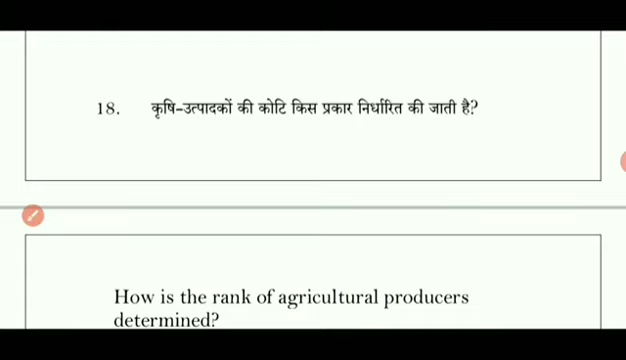 18. कृषि-उत्पादकों की कोटि किस प्रकार निर्धारित की जाती है?
How is the rank of agricultural producers
determined?